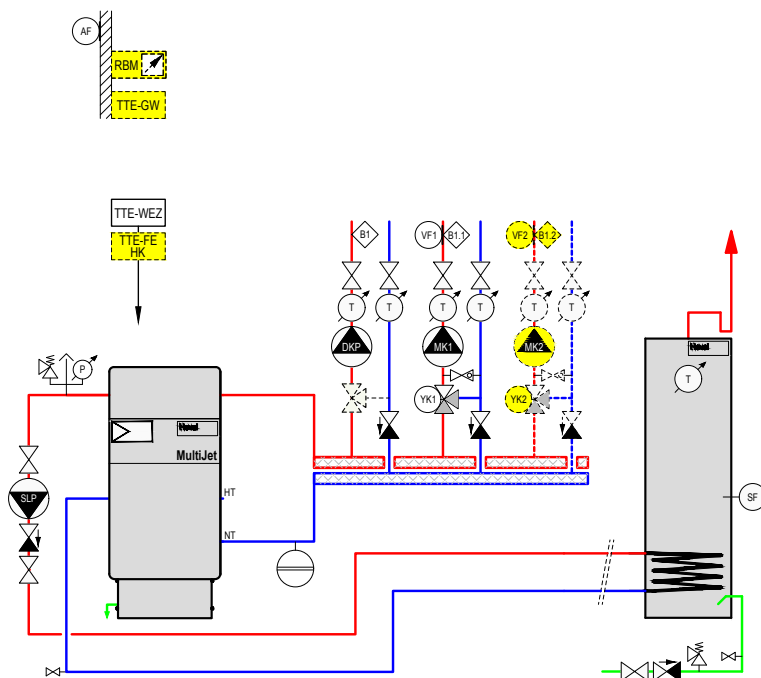 AF
RBM
TTE-GW
TTE-WEZ
TTE-FE
HK
B1
VF1
B1.1
VF2
B1.2
T
T
T
T
T
T
P
DKP
MK1
MK2
YK1
YK2
T
MultiJet
SLP
HT
NT
SF